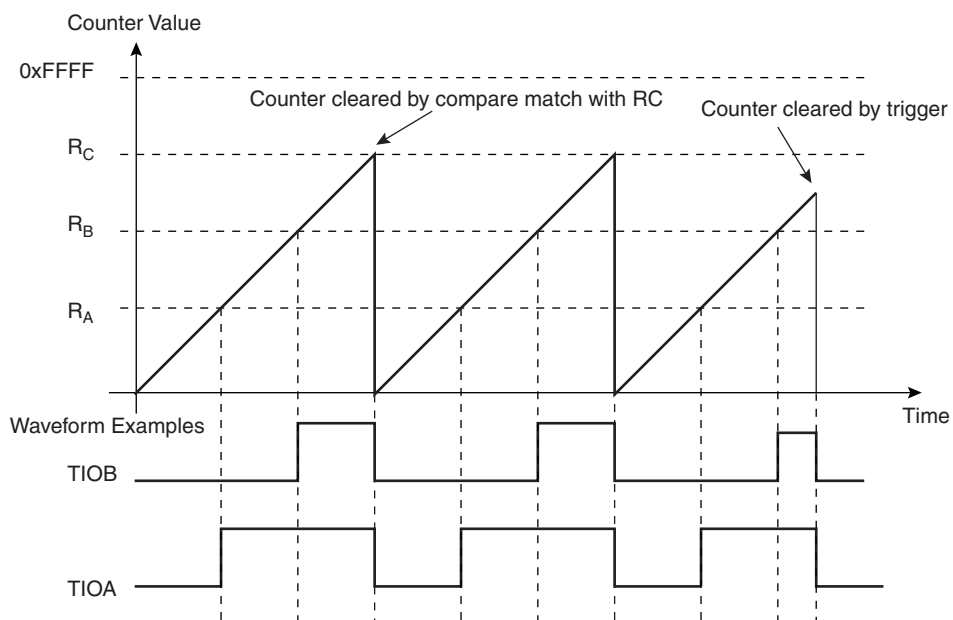 Counter Value
0xFFFF
Counter cleared by compare match with RC
Counter cleared by trigger
RC
RB
RA
Time
Waveform Examples
TIOB
TIOA